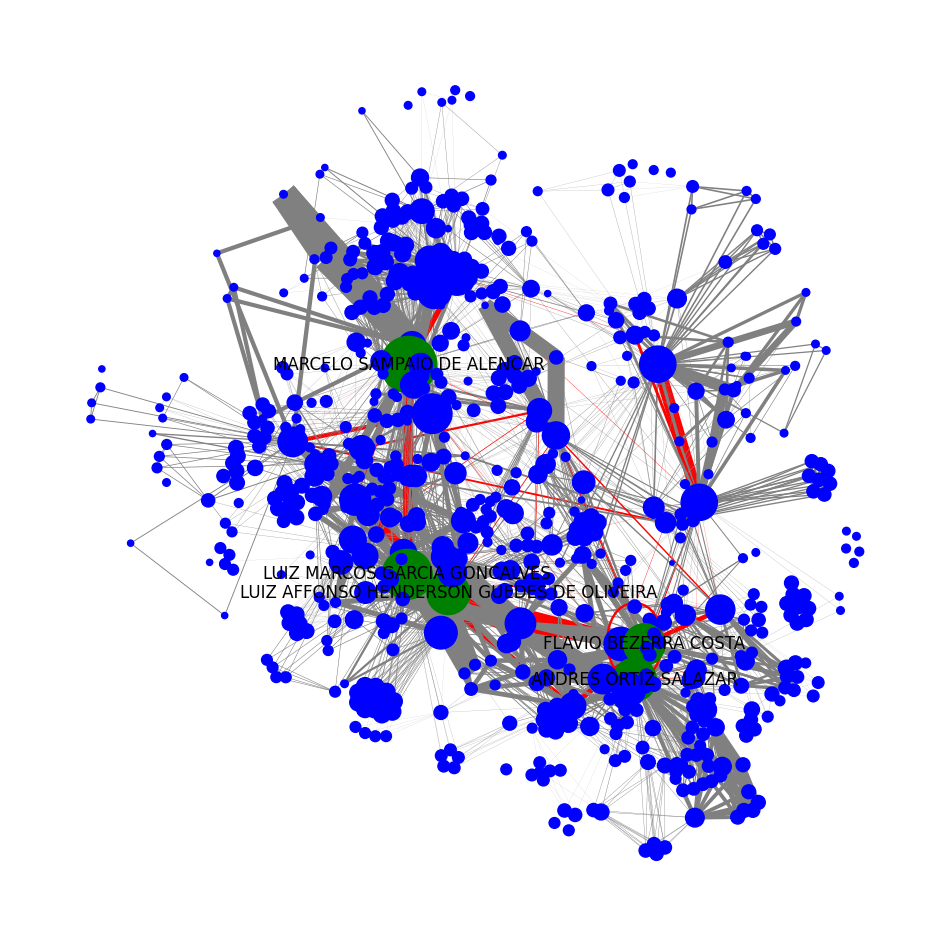 MARCELO SAMPAIO DE ALENCAR
LUIZ MARCOS GARCIA GONCALVES
LUIZ AFFONSO HENDERSON GUEDES DE OLIVEIRA
FLAVIO BEZERRA COSTA
ANDRES ORTIZ SALAZAR